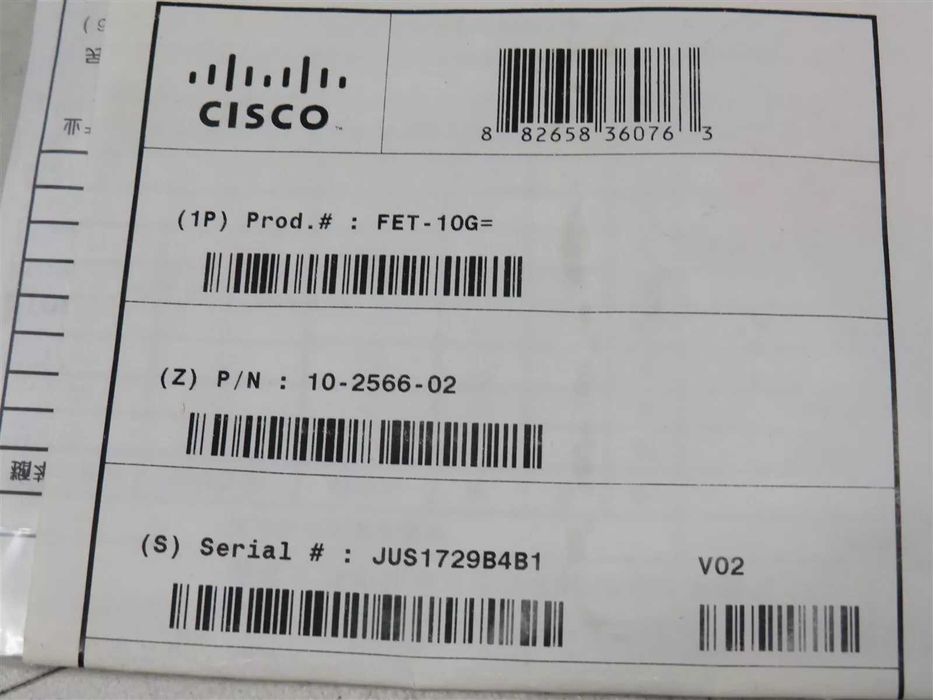 CISCO
8 82658 36076 3
(1P) Prod.# : FET-10G=
(Z) P/N : 10-2566-02
(S) Serial # : JUS1729B4B1
V02